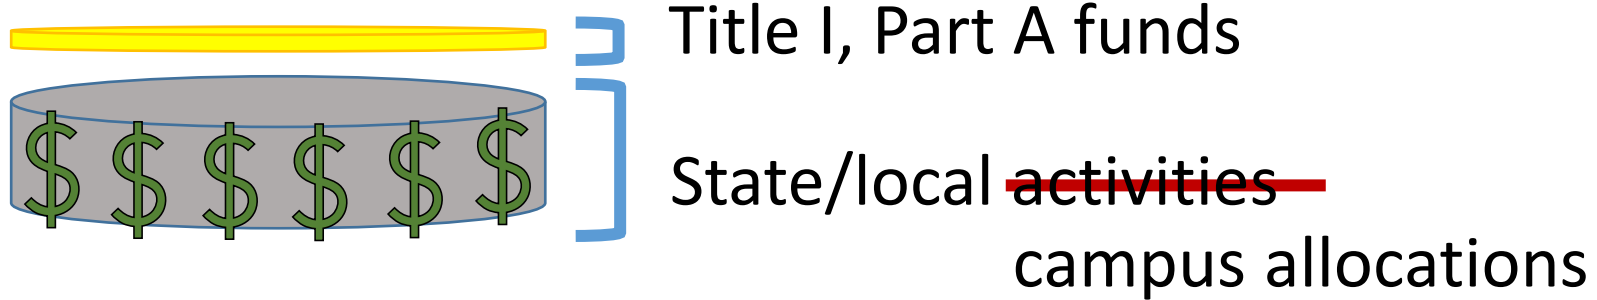 Title I, Part A funds
State/local activities
campus allocations
$ $ $ $ $ $